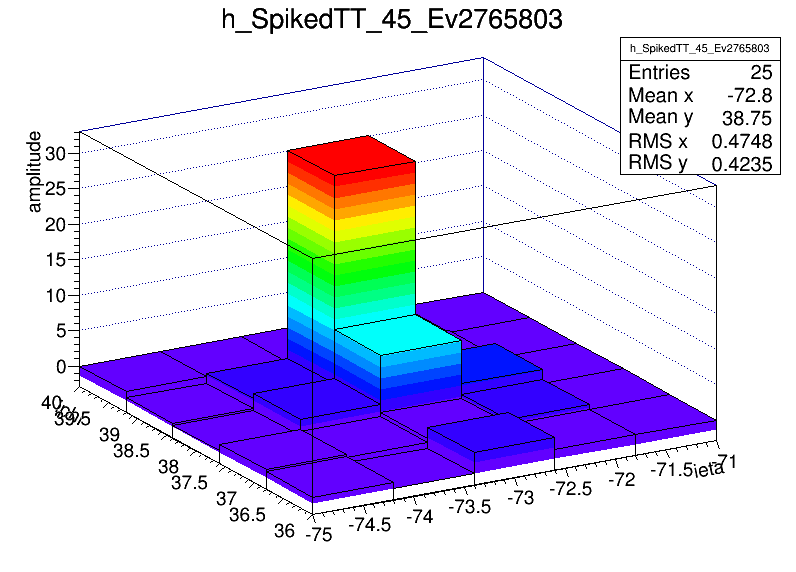 h_SpikedTT_45_Ev2765803
h_SpikedTT_45_Ev2765803
Entries 25
Mean x -72.8
Mean y 38.75
RMS x 0.4748
RMS y 0.4235
amplitude
30
25
20
15
10
5
0
40
39.5
39
38.5
38
37.5
37
36.5
36
-75
-74.5
-74
-73.5
-73
-72.5
-72
-71.5
-71
ieta